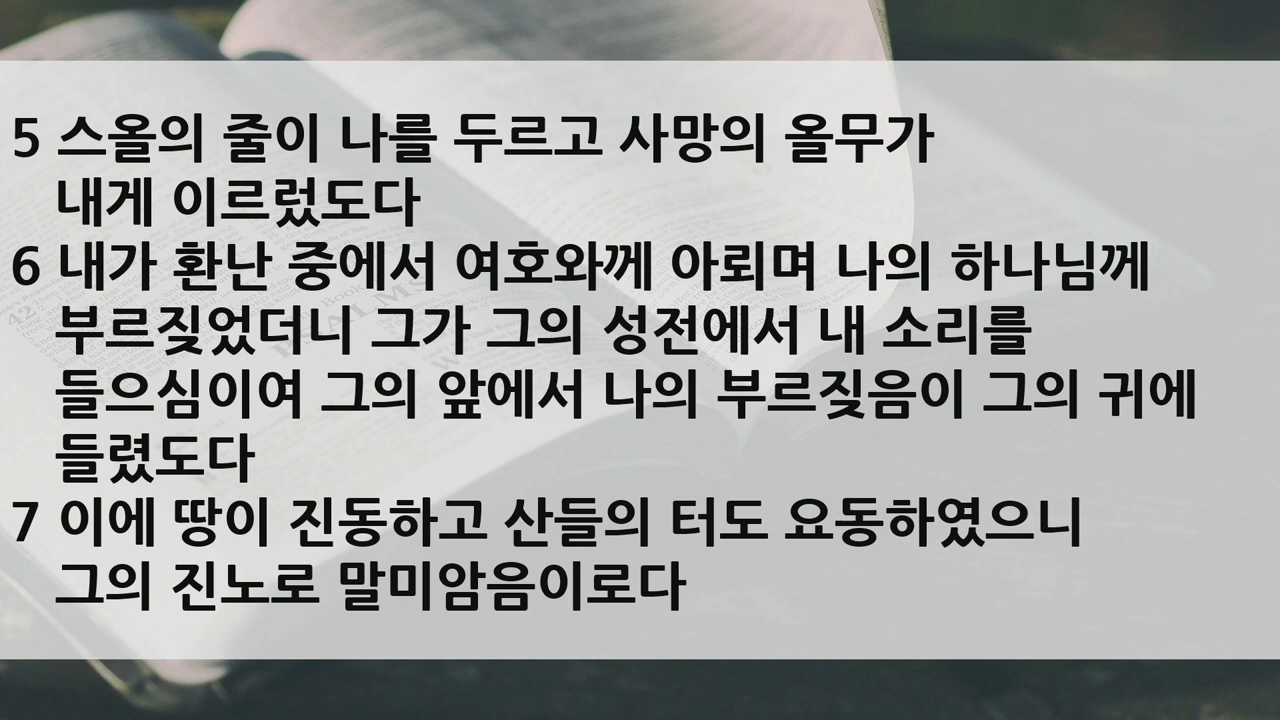 5 스올의 줄이 나를 두르고 사망의 올무가
내게 이르렀도다
6 내가 환난 중에서 여호와께 아뢰며 나의 하나님께
부르짖었더니 그가 그의 성전에서 내 소리를
들으심이여 그의 앞에서 나의 부르짖음이 그의 귀에
들렸도다
7 이에 땅이 진동하고 산들의 터도 요동하였으니
그의 진노로 말미암음이로다